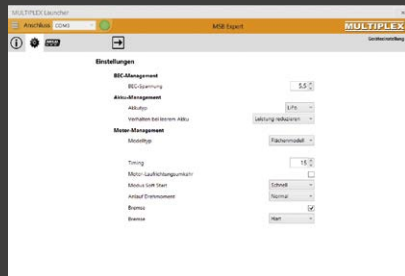 MULTIPLEX Launcher
Anschluss COM3
MSB Expert
MULTIPLEX
Geräteeinstellung
Einstellungen
BEC-Management
BEC-Spannung 5.5
Akku-Management
Akkutyp LiPo
Verhalten bei leerem Akku Leistung reduzieren
Motor-Management
Modelltyp Flächenmodell
Timing 15
Motor-Laufrichtungsumkehr
Modus Soft Start Schnell
Anlauf Drehmoment Normal
Bremse
Bremse Hart